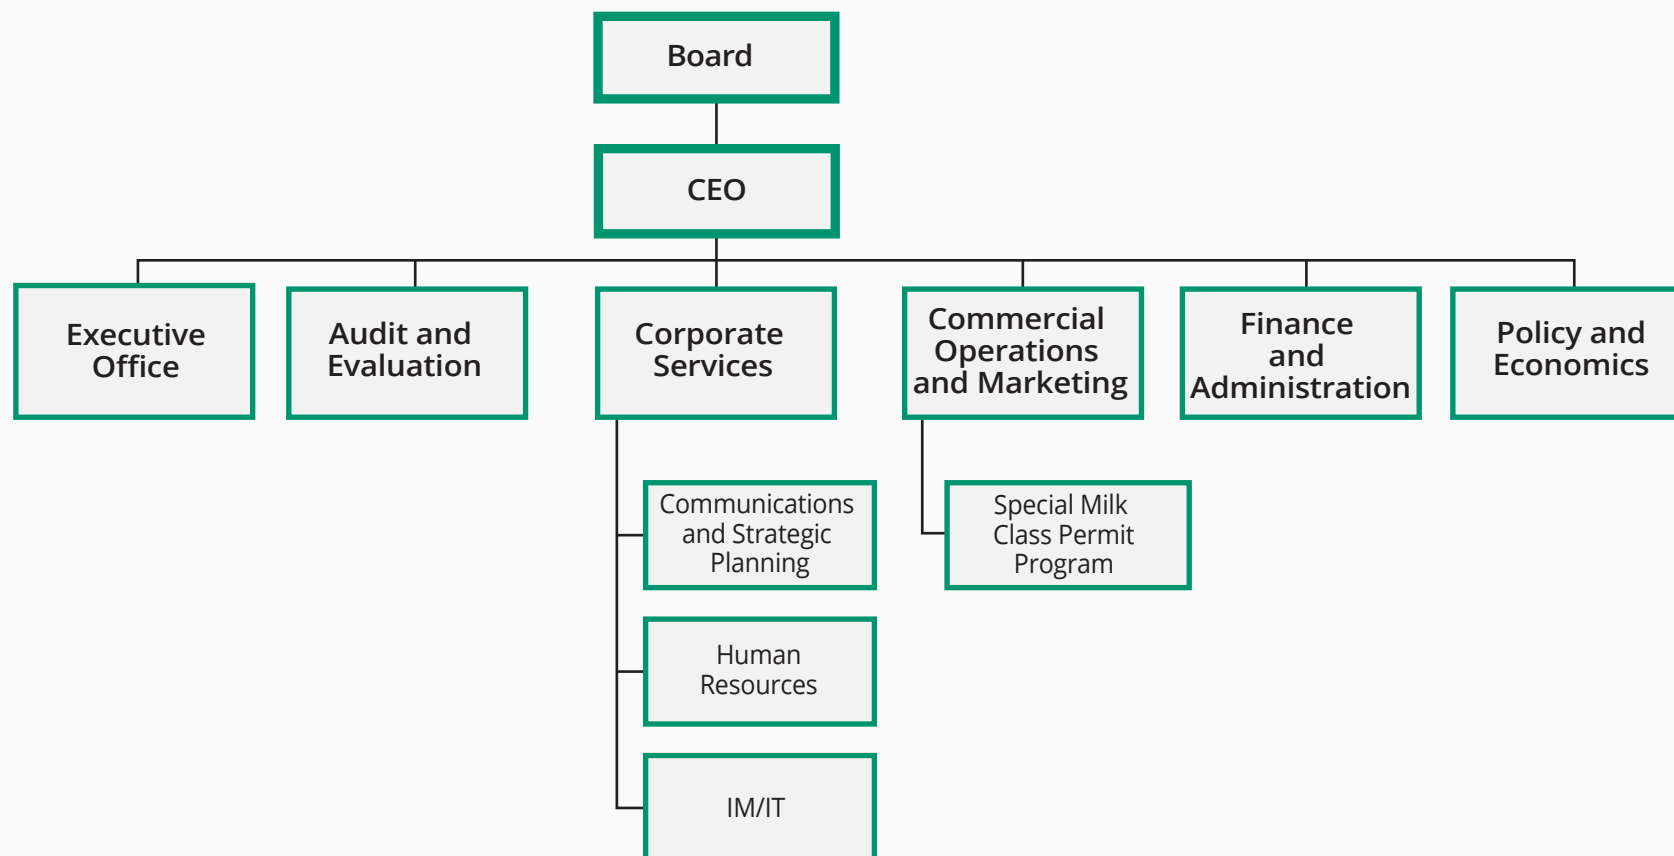 Board
CEO
Executive
Office
Audit and
Evaluation
Corporate
Services
Commercial
Operations
and Marketing
Finance
and
Administration
Policy and
Economics
Communications
and Strategic
Planning
Special Milk
Class Permit
Program
Human
Resources
IM/IT